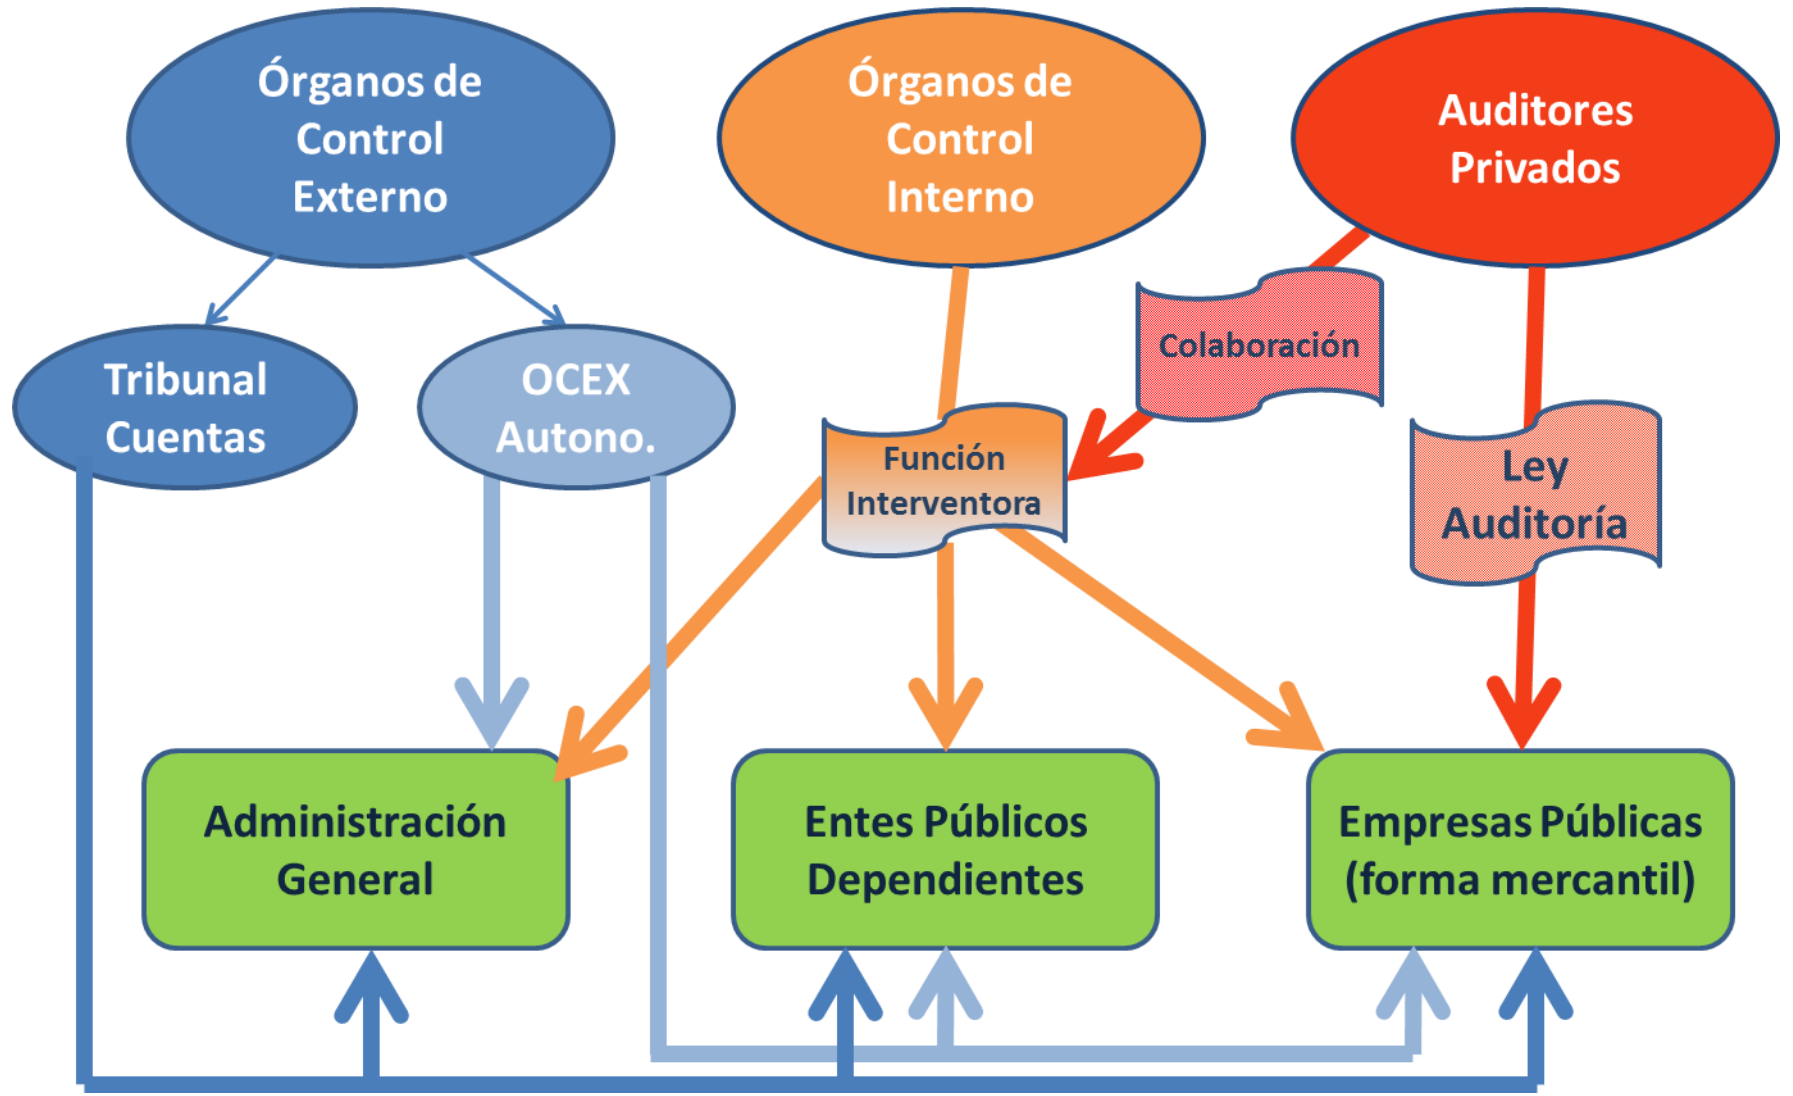 Órganos de
Control
Externo
Órganos de
Control
Interno
Auditores
Privados
Colaboración
Tribunal
Cuentas
OCEX
Autono.
Función
Interventora
Ley
Auditoría
Administración
General
Entes Públicos
Dependientes
Empresas Públicas
(forma mercantil)